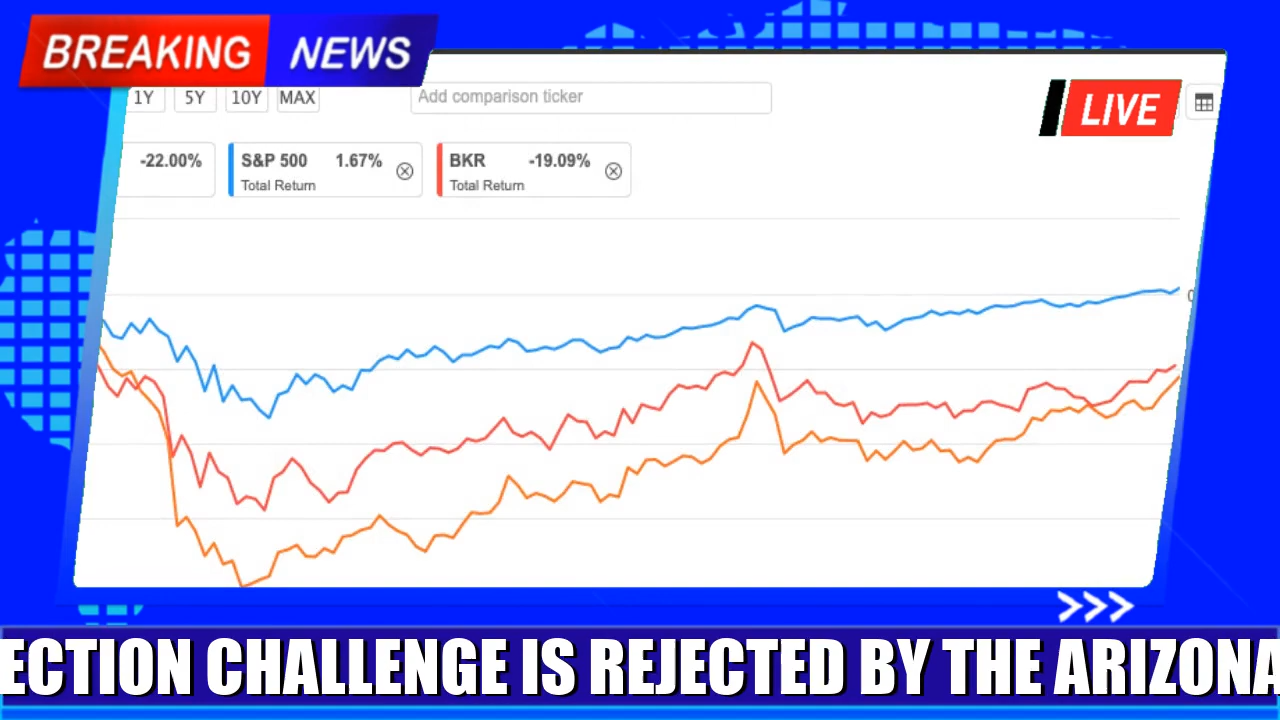 BREAKING NEWS
LIVE
1Y 5Y 10Y MAX Add comparison ticker
-22.00% S&P 500 1.67% BKR -19.09%
Total Return Total Return
ECTION CHALLENGE IS REJECTED BY THE ARIZONA